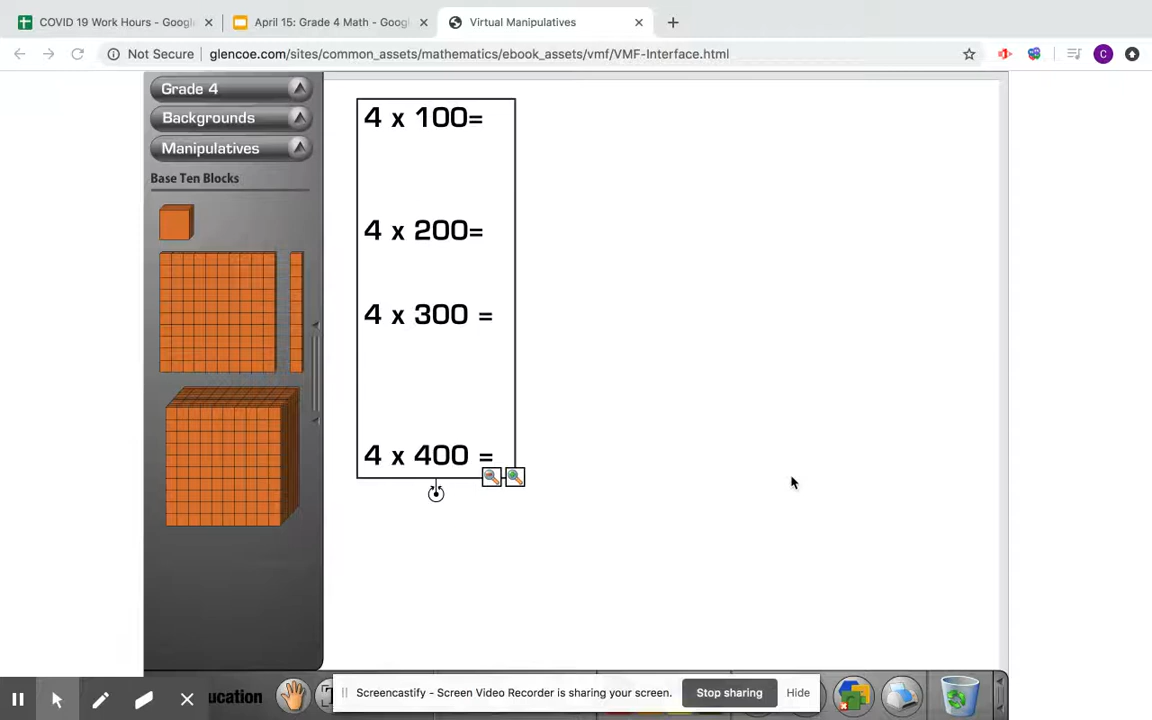 COVID 19 Work Hours - Google
April 15: Grade 4 Math - Googl
Virtual Manipulatives
Not Secure
glencoe.com/sites/common_assets/mathematics/ebook_assets/vmf/VMF-Interface.html
C
Grade 4
Backgrounds
Manipulatives
Base Ten Blocks
4 x 100=
4 x 200=
4 x 300 =
4 x 400 =
ucation
Screencastify - Screen Video Recorder is sharing your screen.
Stop sharing
Hide